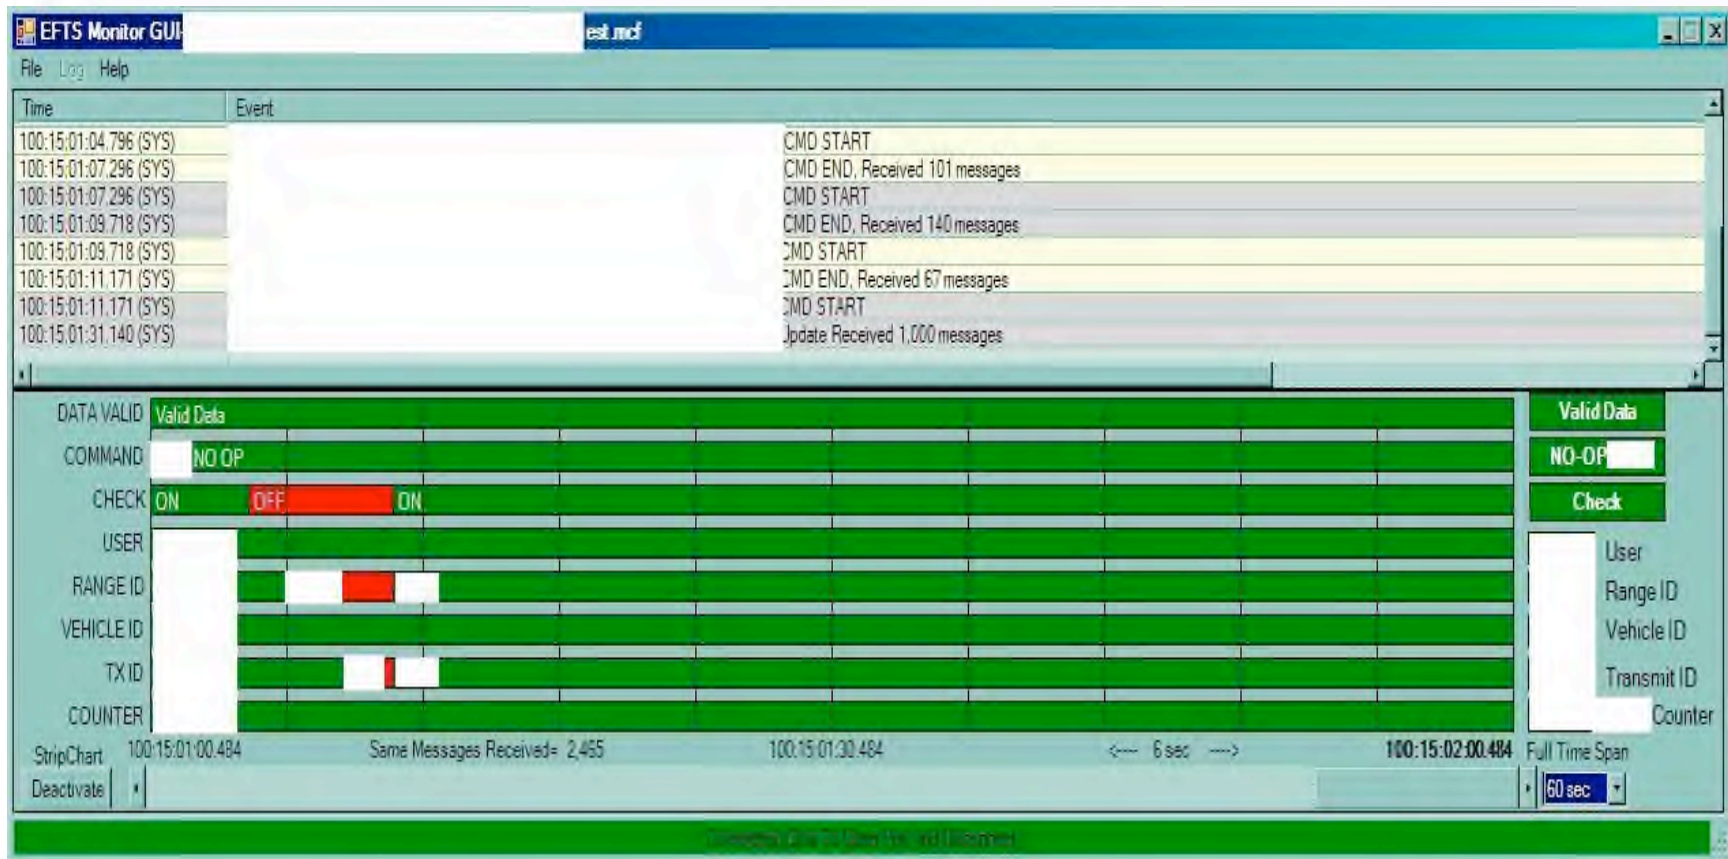 EFTS Monitor GUI- est.mcf
File Log Help
Time Event
100:15:01:04.796 (SYS) CMD START
100:15:01:07.296 (SYS) CMD END, Received 101 messages
100:15:01:07.296 (SYS) CMD START
100:15:01:09.718 (SYS) CMD END, Received 140 messages
100:15:01:09.718 (SYS) CMD START
100:15:01:11.171 (SYS) CMD END, Received 67 messages
100:15:01:11.171 (SYS) CMD START
100:15:01:31.140 (SYS) Update Received 1,000 messages
DATA VALID Valid Data Valid Data
COMMAND NO OP NO-OP
CHECK ON OFF ON Check
USER User
RANGE ID Range ID
VEHICLE ID Vehicle ID
TX ID Transmit ID
COUNTER Counter
StripChart 100:15:01:00.484 Same Messages Received= 2,465 100:15:01:30.484 <---- 6 sec ----> 100:15:02:00.484 Full Time Span
Deactivate 60 sec